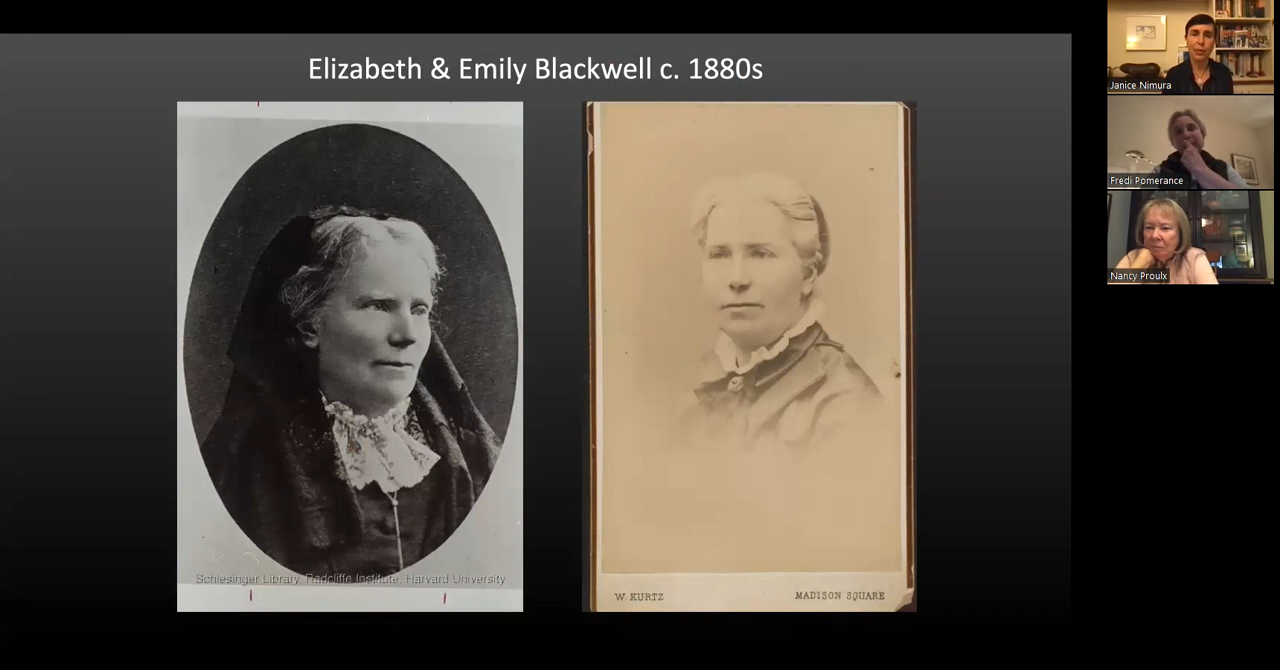 Elizabeth & Emily Blackwell c. 1880s
Schlesinger Library, Radcliffe Institute, Harvard University
W. KURTZ
MADISON SQUARE
Janice Nimura
Fredi Pomerance
Nancy Proulx